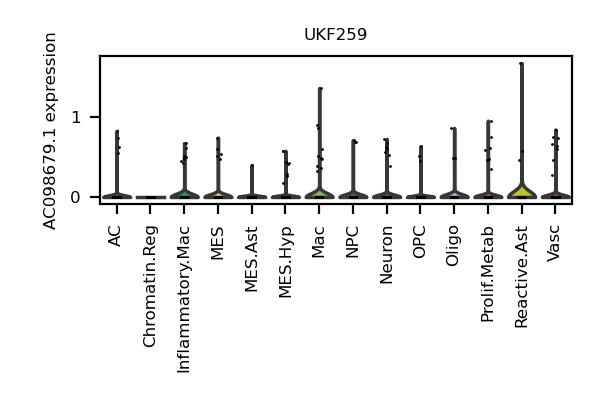 UKF259
AC098679.1 expression
1
0
AC
Chromatin.Reg
Inflammatory.Mac
MES
MES.Ast
MES.Hyp
Mac
NPC
Neuron
OPC
Oligo
Prolif.Metab
Reactive.Ast
Vasc